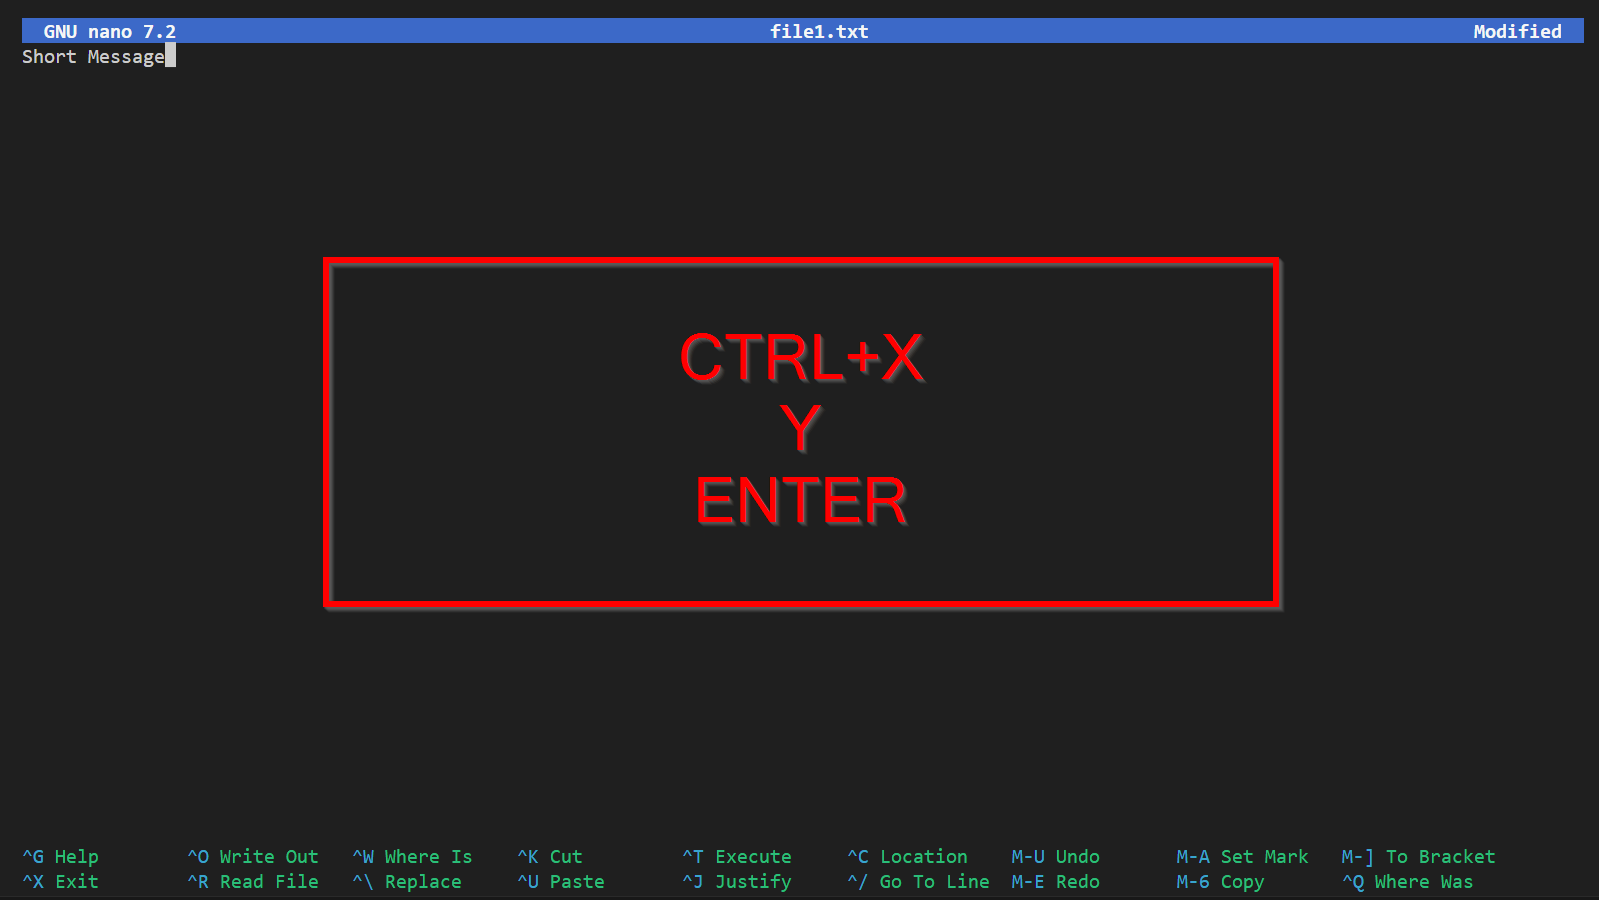 GNU nano 7.2 file1.txt Modified
Short Message
CTRL+X
Y
ENTER
^G Help ^O Write Out ^W Where Is ^K Cut ^T Execute ^C Location M-U Undo M-A Set Mark M-] To Bracket
^X Exit ^R Read File ^\ Replace ^U Paste ^J Justify ^/ Go To Line M-E Redo M-6 Copy ^Q Where Was